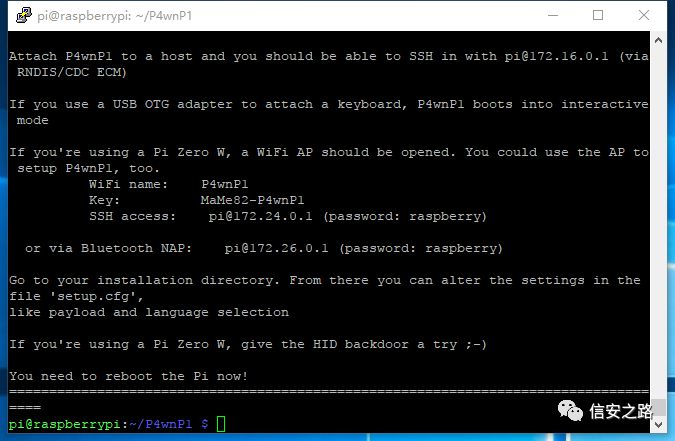 pi@raspberrypi: ~/P4wnP1
Attach P4wnP1 to a host and you should be able to SSH in with pi@172.16.0.1 (via
RNDIS/CDC ECM)
If you use a USB OTG adapter to attach a keyboard, P4wnP1 boots into interactive
mode
If you're using a Pi Zero W, a WiFi AP should be opened. You could use the AP to
setup P4wnP1, too.
WiFi name:    P4wnP1
Key:          MaMe82-P4wnP1
SSH access:    pi@172.24.0.1 (password: raspberry)
or via Bluetooth NAP:    pi@172.26.0.1 (password: raspberry)
Go to your installation directory. From there you can alter the settings in the
file 'setup.cfg',
like payload and language selection
If you're using a Pi Zero W, give the HID backdoor a try ;-)
You need to reboot the Pi now!
================================================================================
====
pi@raspberrypi:~/P4wnP1 $
信安之路